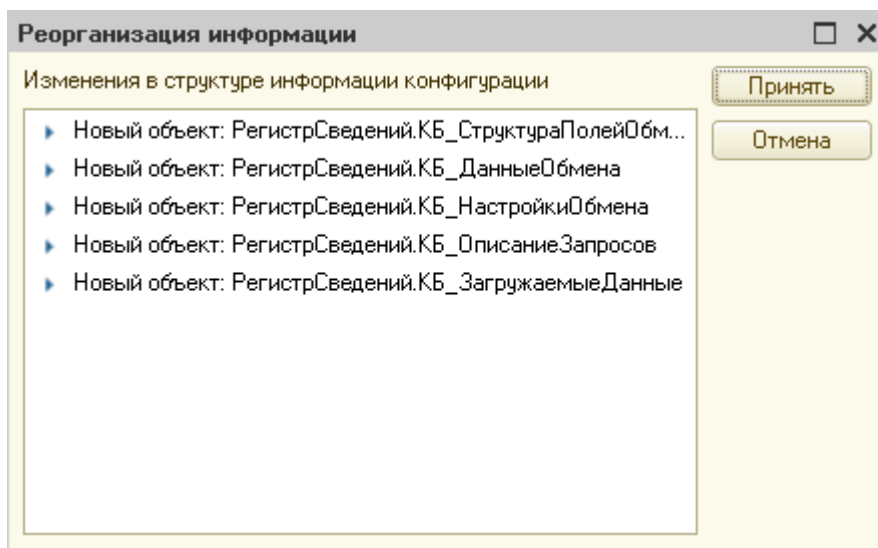 Реорганизация информации
Изменения в структуре информации конфигурации
Принять
Отмена
Новый объект: РегистрСведений.КБ_СтруктураПолейОбм...
Новый объект: РегистрСведений.КБ_ДанныеОбмена
Новый объект: РегистрСведений.КБ_НастройкиОбмена
Новый объект: РегистрСведений.КБ_ОписаниеЗапросов
Новый объект: РегистрСведений.КБ_ЗагружаемыеДанные